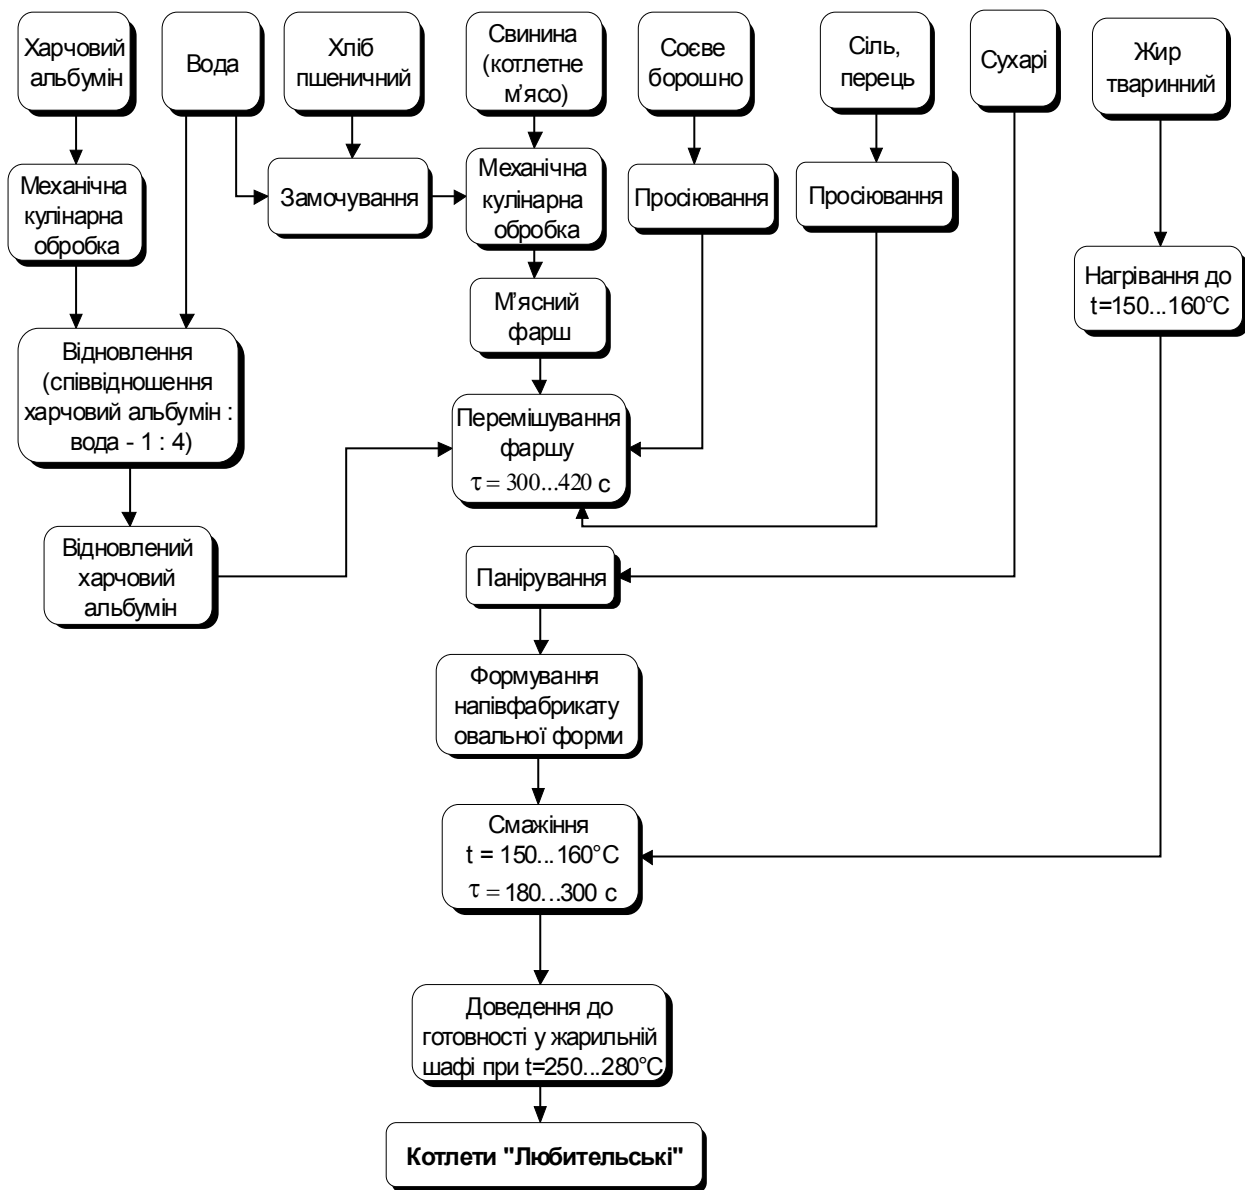 Харчовий
альбумін
Вода
Хліб
пшеничний
Свинина
(котлетне
м'ясо)
Соєве
борошно
Сіль,
перець
Сухарі
Жир
тваринний
Механічна
кулінарна
обробка
Замочування
Механічна
кулінарна
обробка
Просіювання
Просіювання
Нагрівання до
t=150...160°C
М'ясний
фарш
Відновлення
(співвідношення
харчовий альбумін :
вода - 1 : 4)
Перемішування
фаршу
τ = 300...420 с
Відновлений
харчовий
альбумін
Панірування
Формування
напівфабрикату
овальної форми
Смажіння
t = 150...160°C
τ = 180...300 с
Доведення до
готовності у жарильній
шафі при t=250...280°C
Котлети "Любительські"